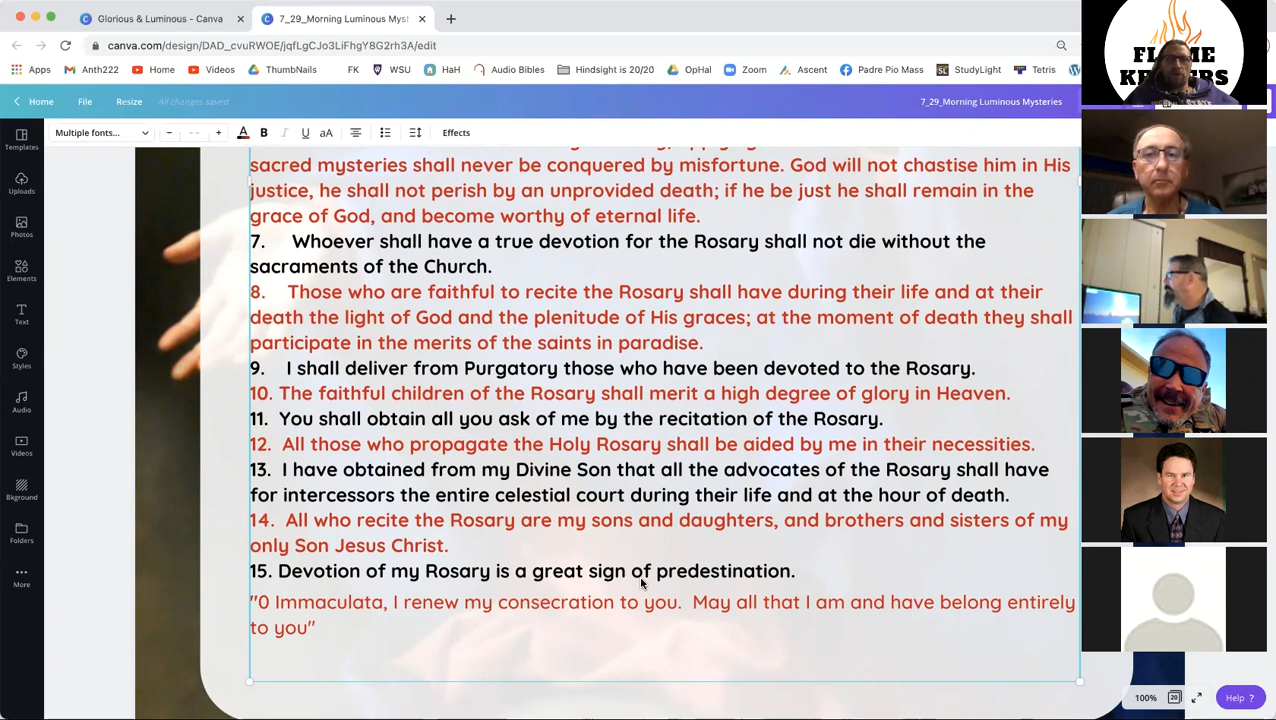 Glorious & Luminous - Canva
7_29_Morning Luminous Myst
canva.com/design/DAD_cvuRWOE/jqfLgCJo3LiFhgY8G2rh3A/edit
Apps Anth222 Home Videos ThumbNails FK WSU HaH Audio Bibles Hindsight is 20/20 OpHal Zoom Ascent Padre Pio Mass StudyLight Tetris
Home File Resize All changes saved 7_29_Morning Luminous Mysteries
Multiple fonts... B U aA Effects
Templates
Uploads
Photos
Elements
Text
Styles
Audio
Videos
Bkground
Folders
More
sacred mysteries shall never be conquered by misfortune. God will not chastise him in His
justice, he shall not perish by an unprovided death; if he be just he shall remain in the
grace of God, and become worthy of eternal life.
7. Whoever shall have a true devotion for the Rosary shall not die without the
sacraments of the Church.
8. Those who are faithful to recite the Rosary shall have during their life and at their
death the light of God and the plenitude of His graces; at the moment of death they shall
participate in the merits of the saints in paradise.
9. I shall deliver from Purgatory those who have been devoted to the Rosary.
10. The faithful children of the Rosary shall merit a high degree of glory in Heaven.
11. You shall obtain all you ask of me by the recitation of the Rosary.
12. All those who propagate the Holy Rosary shall be aided by me in their necessities.
13. I have obtained from my Divine Son that all the advocates of the Rosary shall have
for intercessors the entire celestial court during their life and at the hour of death.
14. All who recite the Rosary are my sons and daughters, and brothers and sisters of my
only Son Jesus Christ.
15. Devotion of my Rosary is a great sign of predestination.
"0 Immaculata, I renew my consecration to you. May all that I am and have belong entirely
to you"
100% 20 Help ?